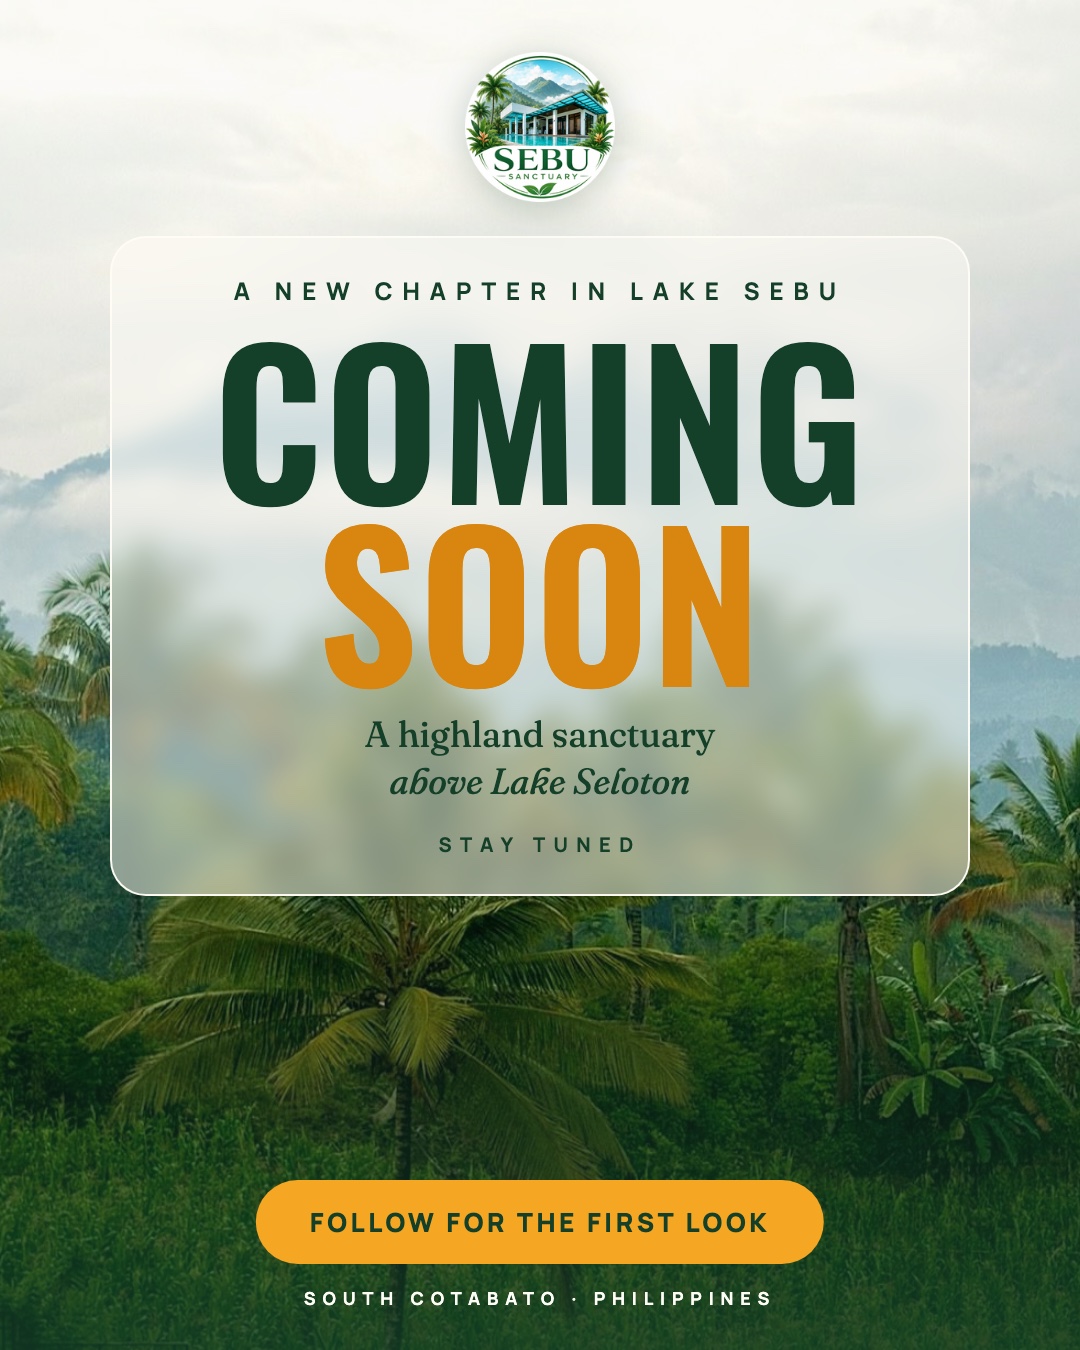 SEBU
SANCTUARY
A NEW CHAPTER IN LAKE SEBU
COMING
SOON
A highland sanctuary
above Lake Seloton
STAY TUNED
FOLLOW FOR THE FIRST LOOK
SOUTH COTABATO · PHILIPPINES